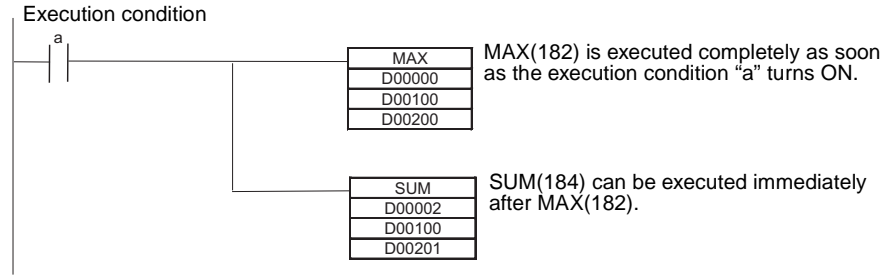 Execution condition
a
MAX
D00000
D00100
D00200
MAX(182) is executed completely as soon
as the execution condition “a” turns ON.
SUM
D00002
D00100
D00201
SUM(184) can be executed immediately
after MAX(182).